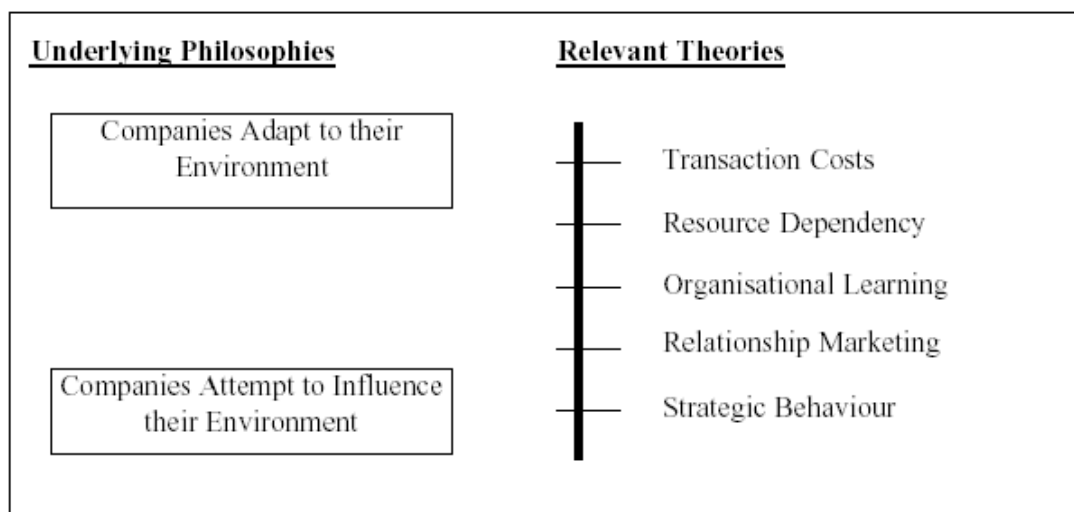 Underlying Philosophies
Relevant Theories
Companies Adapt to their
Environment
Transaction Costs
Resource Dependency
Organisational Learning
Relationship Marketing
Companies Attempt to Influence
their Environment
Strategic Behaviour